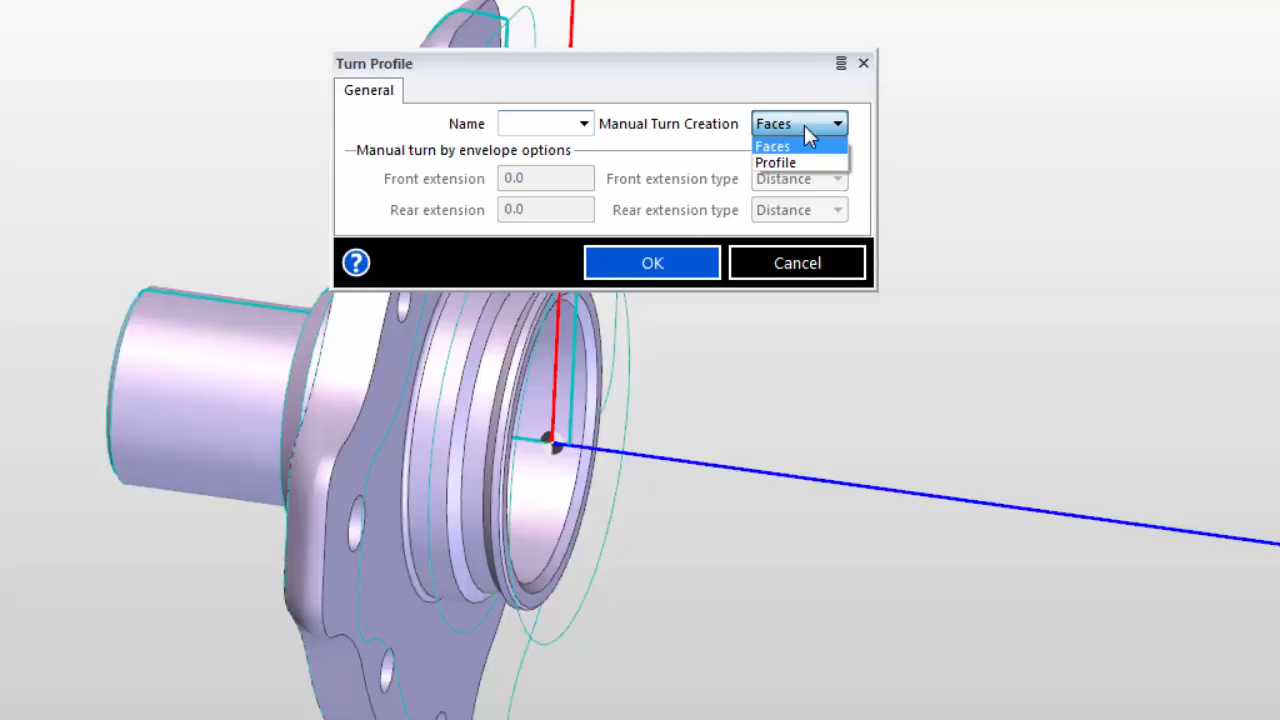 Turn Profile
General
Name Manual Turn Creation Faces
Faces
Manual turn by envelope options
Profile
Front extension 0.0 Front extension type Distance
Rear extension 0.0 Rear extension type Distance
? OK Cancel